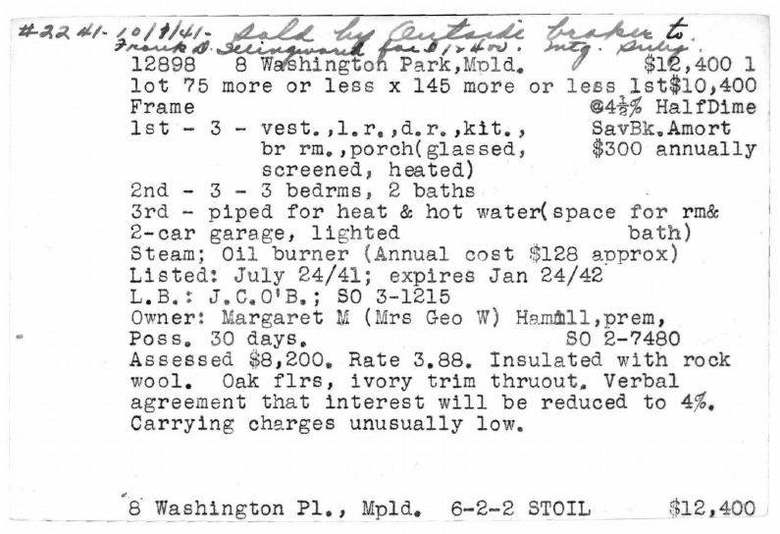 #2241- 10/9/41- Sold by Outside broker to
Frank D. for $12,400. mtg.
12898   8 Washington Park,Mpld.   $12,400 1
lot 75 more or less x 145 more or less 1st$10,400
Frame   @4½% HalfDime
1st - 3 - vest.,l.r.,d.r.,kit.,   SavBk.Amort
br rm.,porch(glassed,   $300 annually
screened, heated)
2nd - 3 - 3 bedrms, 2 baths
3rd - piped for heat & hot water(space for rm&
2-car garage, lighted   bath)
Steam; Oil burner (Annual cost $128 approx)
Listed: July 24/41; expires Jan 24/42
L.B.: J.C.O'B.; SO 3-1215
Owner: Margaret M (Mrs Geo W) Hamill,prem,
Poss. 30 days.   SO 2-7480
Assessed $8,200. Rate 3.88. Insulated with rock
wool.  Oak flrs, ivory trim thruout. Verbal
agreement that interest will be reduced to 4%.
Carrying charges unusually low.
8 Washington Pl., Mpld.   6-2-2 STOIL   $12,400